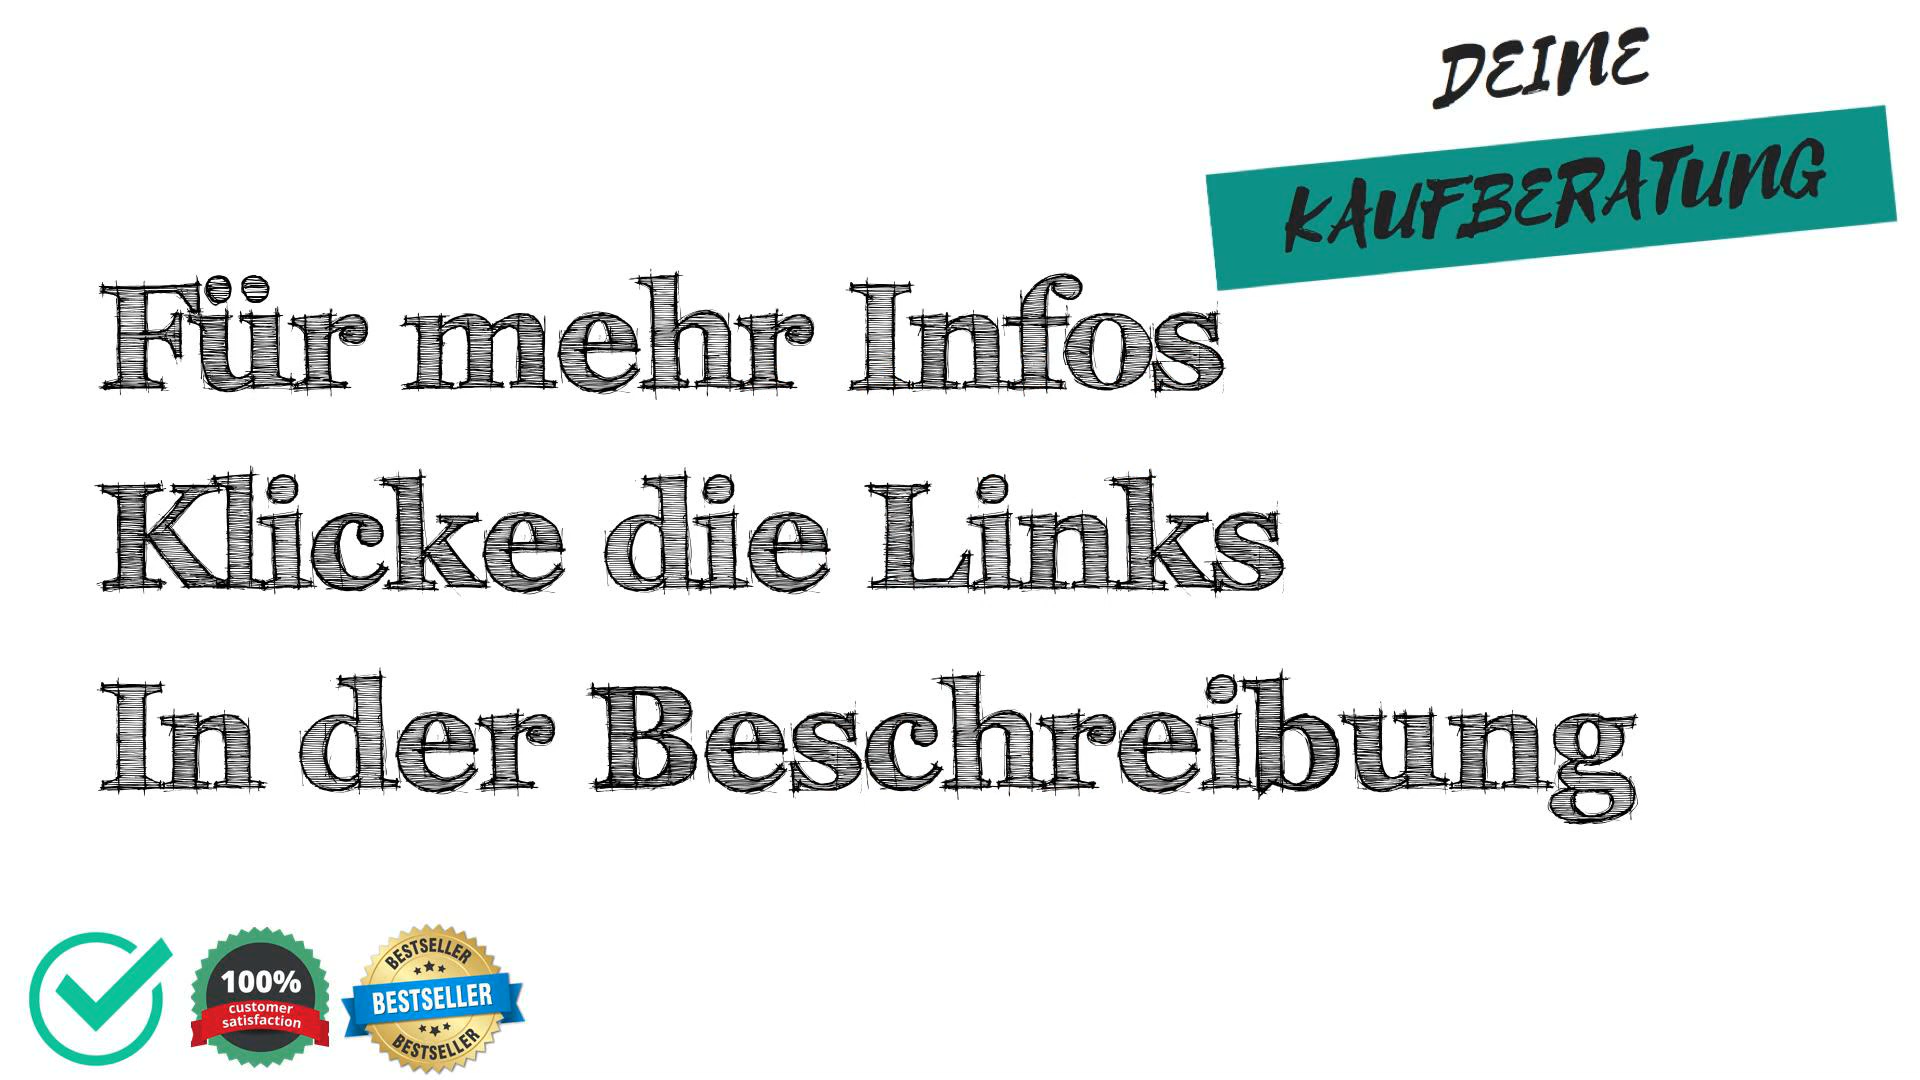 DEINE
KAUFBERATUNG
Für mehr Infos
Klicke die Links
In der Beschreibung
100%
customer
satisfaction
BESTSELLER
BESTSELLER
BESTSELLER